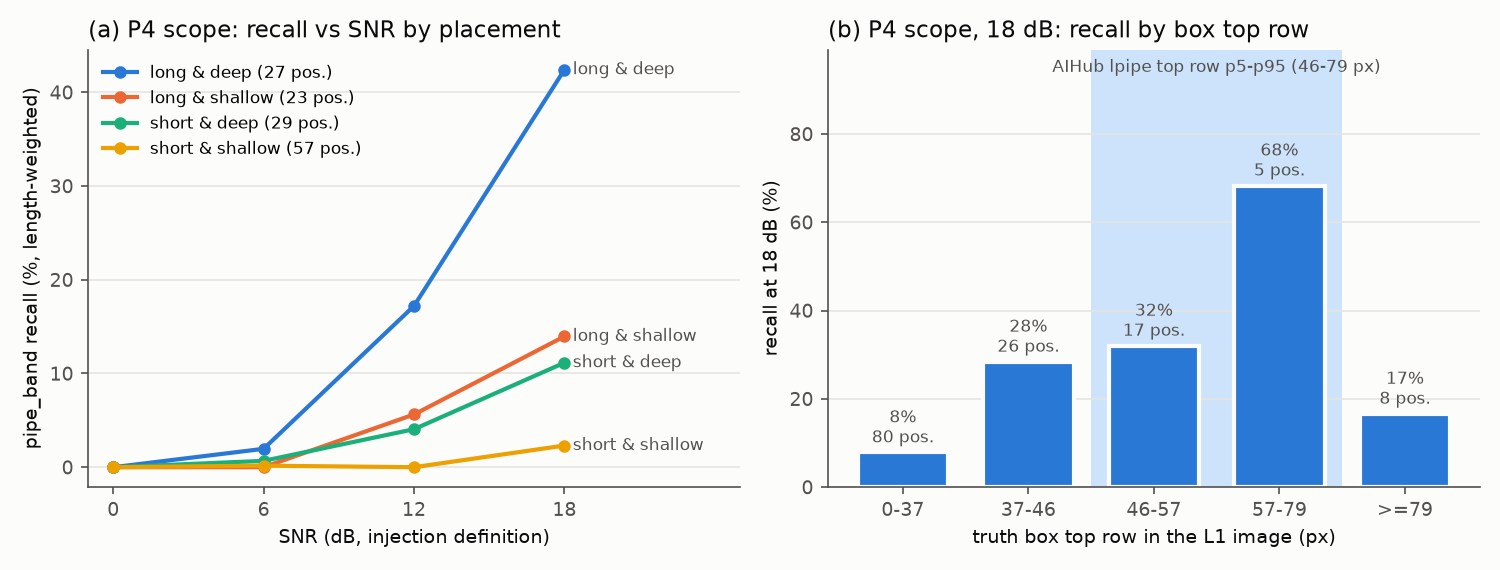 (a) P4 scope: recall vs SNR by placement
long & deep (27 pos.)
long & shallow (23 pos.)
short & deep (29 pos.)
short & shallow (57 pos.)
long & deep
long & shallow
short & deep
short & shallow
pipe_band recall (%, length-weighted)
40
30
20
10
0
0 6 12 18
SNR (dB, injection definition)
(b) P4 scope, 18 dB: recall by box top row
AIHub lpipe top row p5-p95 (46-79 px)
recall at 18 dB (%)
80
60
40
20
0
8%
80 pos.
28%
26 pos.
32%
17 pos.
68%
5 pos.
17%
8 pos.
0-37 37-46 46-57 57-79 >=79
truth box top row in the L1 image (px)